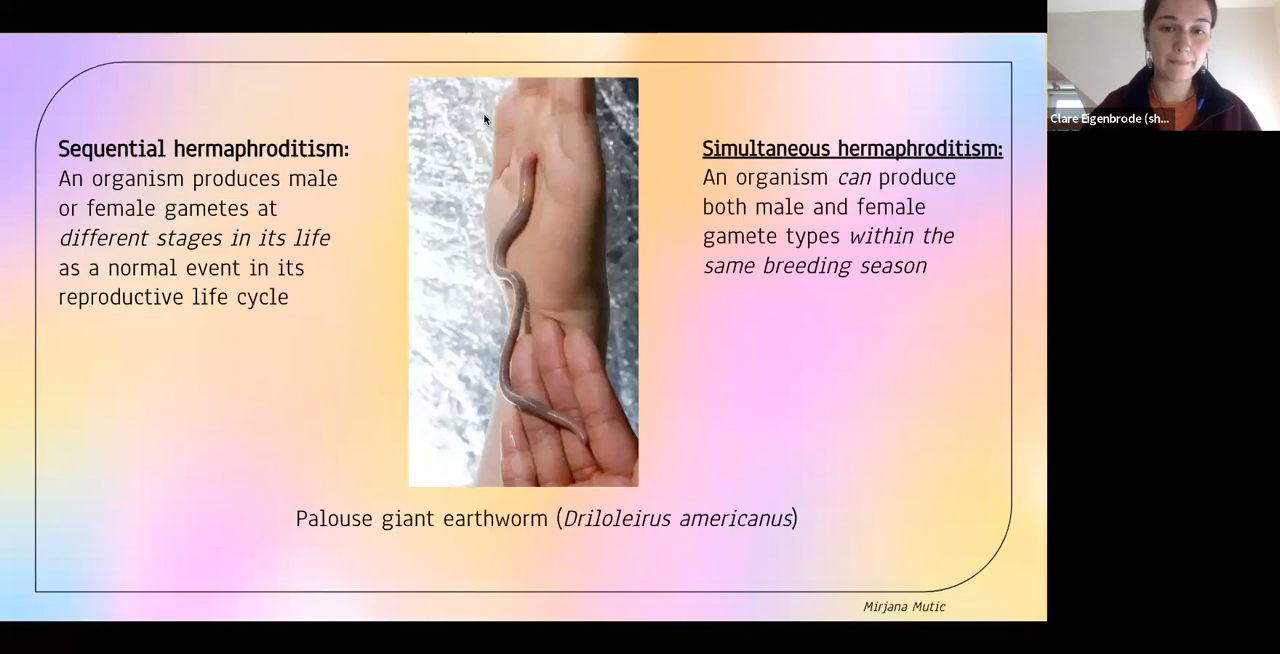 Sequential hermaphroditism:
An organism produces male
or female gametes at
different stages in its life
as a normal event in its
reproductive life cycle
Simultaneous hermaphroditism:
An organism can produce
both male and female
gamete types within the
same breeding season
Palouse giant earthworm (Driloleirus americanus)
Mirjana Mutic
Clare Eigenbrode (sh...